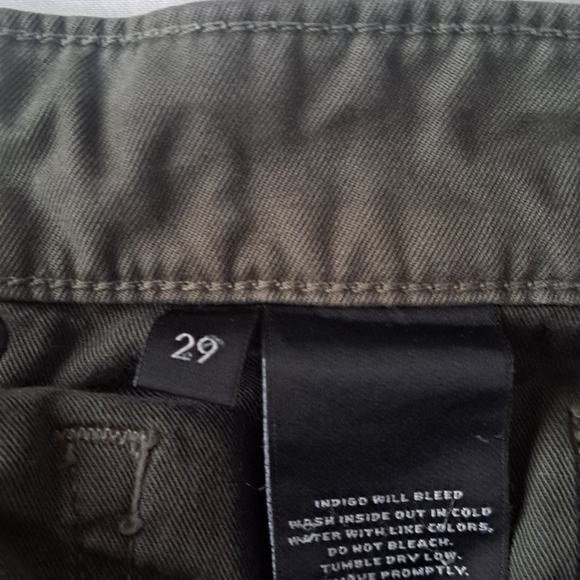 29
INDIGO WILL BLEED
WASH INSIDE OUT IN COLD
WATER WITH LIKE COLORS.
DO NOT BLEACH.
TUMBLE DRY LOW.
PROMPTLY.